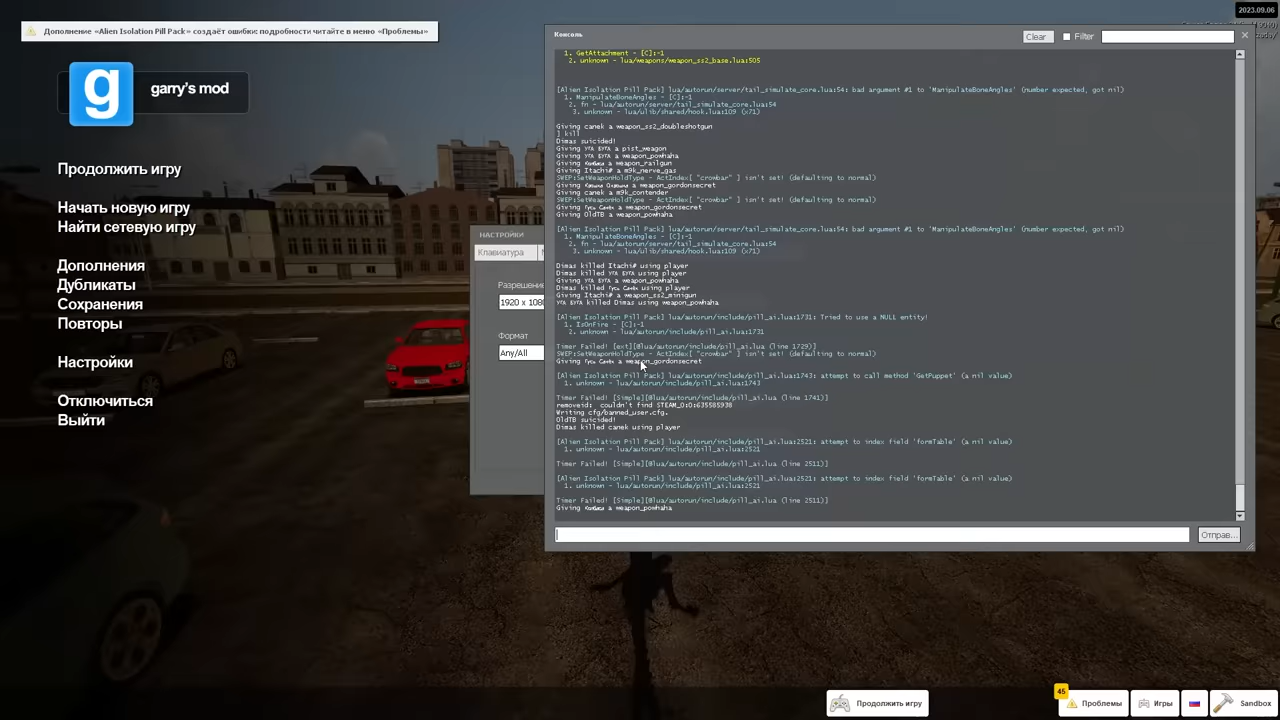 2023.09.06
Дополнение «Alien Isolation Pill Pack» создаёт ошибки: подробности читайте в меню «Проблемы»
g
garry's mod
Продолжить игру
Начать новую игру
Найти сетевую игру
Дополнения
Дубликаты
Сохранения
Повторы
Настройки
Отключиться
Выйти
НАСТРОЙКИ
Клавиатура
Разрешение
1920 x 1080
Формат
Any/All
Консоль
Clear
Filter
1. GetAttachment - [C]:-1
2. unknown - lua/weapons/weapon_ss2_base.lua:505
[Alien Isolation Pill Pack] lua/autorun/server/tail_simulate_core.lua:54: bad argument #1 to 'ManipulateBoneAngles' (number expected, got nil)
1. ManipulateBoneAngles - [C]:-1
2. fn - lua/autorun/server/tail_simulate_core.lua:54
3. unknown - lua/ulib/shared/hook.lua:109 (x71)
Giving canek a weapon_ss2_doubleshotgun
] kill
Dimas suicided!
Giving УГА БУГА a pist_weagon
Giving УГА БУГА a weapon_powhaha
Giving a weapon_railgun
Giving Itachi# a m9k_nerve_gas
SWEP:SetWeaponHoldType - ActIndex[ "crowbar" ] isn't set! (defaulting to normal)
Giving a weapon_gordonsecret
Giving canek a m9k_contender
SWEP:SetWeaponHoldType - ActIndex[ "crowbar" ] isn't set! (defaulting to normal)
Giving Гусь a weapon_gordonsecret
Giving OldTB a weapon_powhaha
[Alien Isolation Pill Pack] lua/autorun/server/tail_simulate_core.lua:54: bad argument #1 to 'ManipulateBoneAngles' (number expected, got nil)
1. ManipulateBoneAngles - [C]:-1
2. fn - lua/autorun/server/tail_simulate_core.lua:54
3. unknown - lua/ulib/shared/hook.lua:109 (x71)
Dimas killed Itachi# using player
Dimas killed УГА БУГА using player
Giving УГА БУГА a weapon_powhaha
Dimas killed Гусь using player
Giving Itachi# a weapon_ss2_minigun
УГА БУГА killed Dimas using weapon_powhaha
[Alien Isolation Pill Pack] lua/autorun/include/pill_ai.lua:1731: Tried to use a NULL entity!
1. IsOnFire - [C]:-1
2. unknown - lua/autorun/include/pill_ai.lua:1731
Timer Failed! [ext][@lua/autorun/include/pill_ai.lua (line 1729)]
SWEP:SetWeaponHoldType - ActIndex[ "crowbar" ] isn't set! (defaulting to normal)
Giving Гусь a weapon_gordonsecret
[Alien Isolation Pill Pack] lua/autorun/include/pill_ai.lua:1743: attempt to call method 'GetPuppet' (a nil value)
1. unknown - lua/autorun/include/pill_ai.lua:1743
Timer Failed! [Simple][@lua/autorun/include/pill_ai.lua (line 1741)]
removeid: couldn't find STEAM_0:0:635585938
Writing cfg/banned_user.cfg.
OldTB suicided!
Dimas killed canek using player
[Alien Isolation Pill Pack] lua/autorun/include/pill_ai.lua:2521: attempt to index field 'formTable' (a nil value)
1. unknown - lua/autorun/include/pill_ai.lua:2521
Timer Failed! [Simple][@lua/autorun/include/pill_ai.lua (line 2511)]
[Alien Isolation Pill Pack] lua/autorun/include/pill_ai.lua:2521: attempt to index field 'formTable' (a nil value)
1. unknown - lua/autorun/include/pill_ai.lua:2521
Timer Failed! [Simple][@lua/autorun/include/pill_ai.lua (line 2511)]
Giving a weapon_powhaha
Отправ...
Продолжить игру
45
Проблемы
Игры
Sandbox